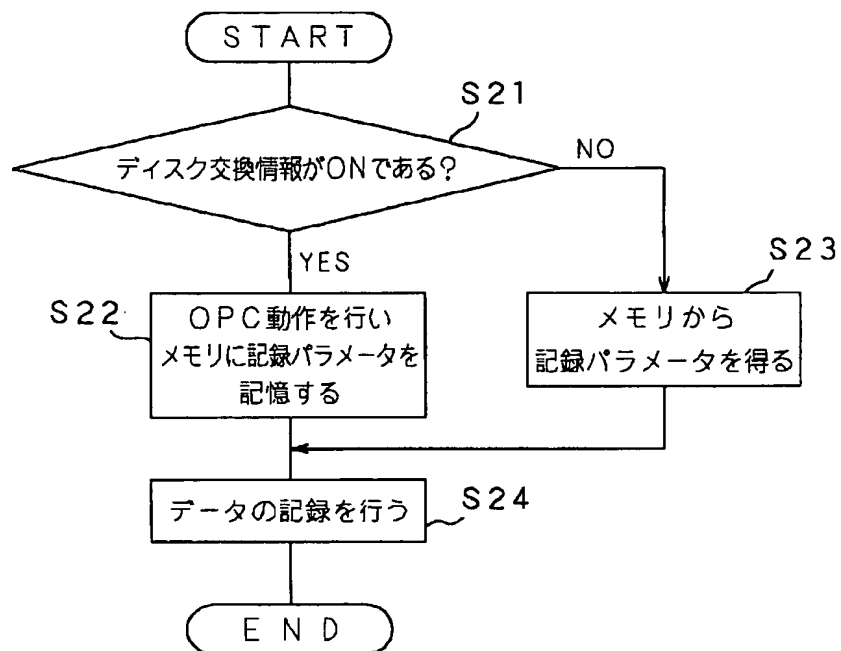 START
S21
ディスク交換情報がONである?
NO
YES
S22
OPC動作を行い
メモリに記録パラメータを
記憶する
S23
メモリから
記録パラメータを得る
データの記録を行う
S24
END